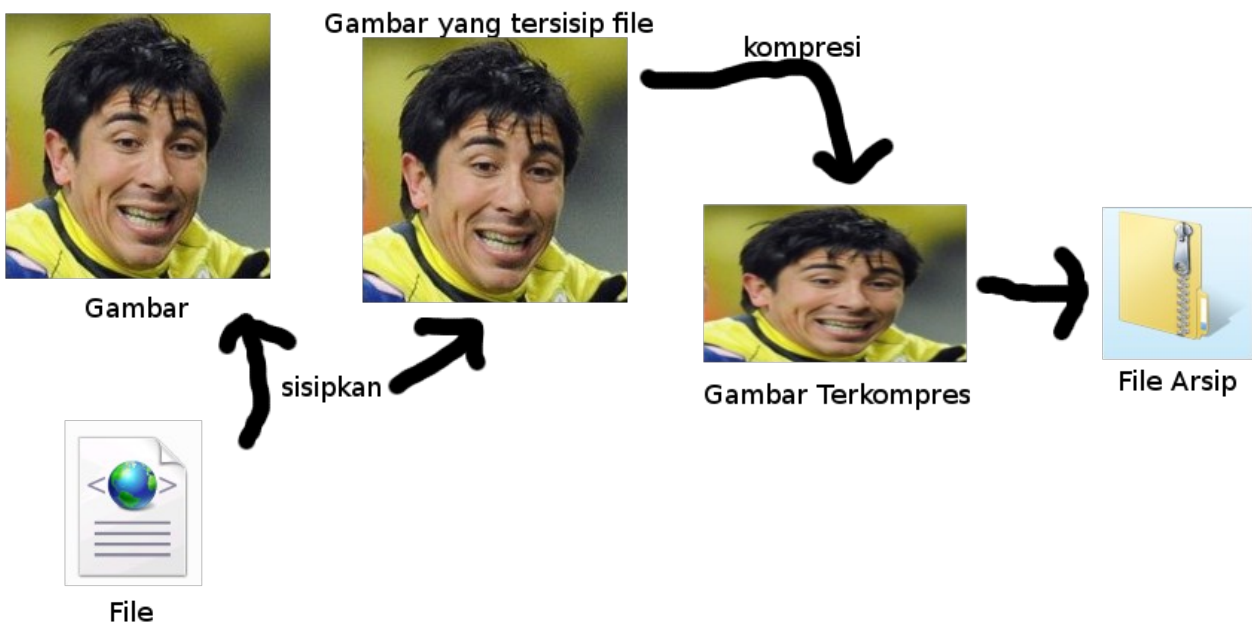 Gambar yang tersisip file
kompresi
Gambar
sisipkan
Gambar Terkompres
File Arsip
File